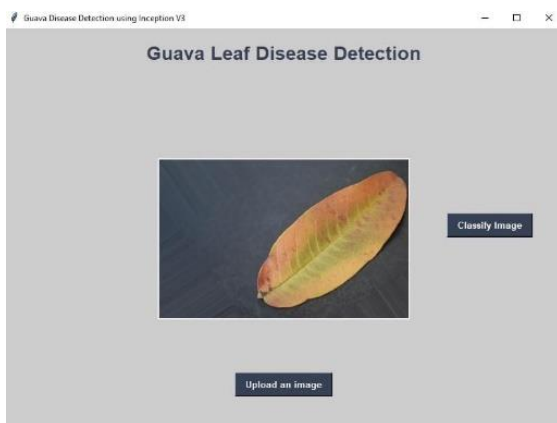 Guava Disease Detection using Inception V3
Guava Leaf Disease Detection
Classify Image
Upload an image